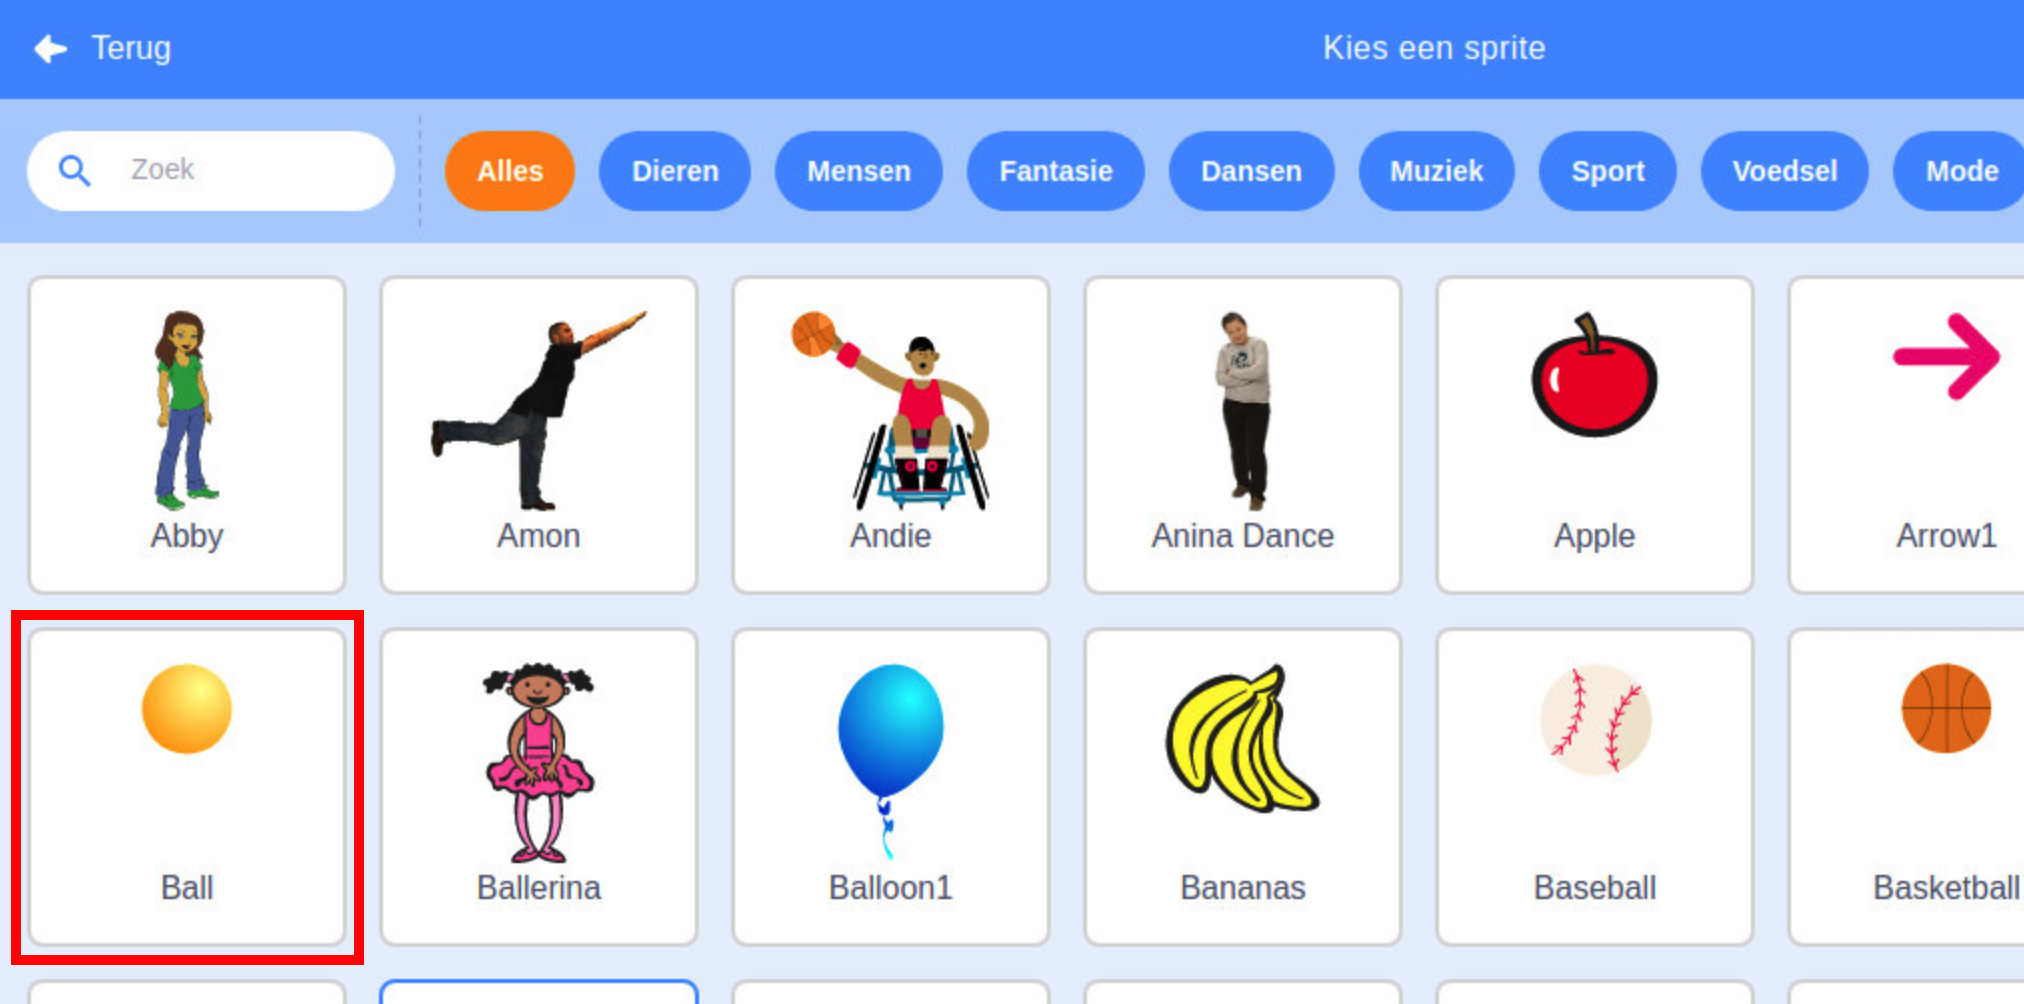 Terug
Kies een sprite
Zoek
Alles
Dieren
Mensen
Fantasie
Dansen
Muziek
Sport
Voedsel
Mode
Abby
Amon
Andie
Anina Dance
Apple
Arrow1
Ball
Ballerina
Balloon1
Bananas
Baseball
Basketball